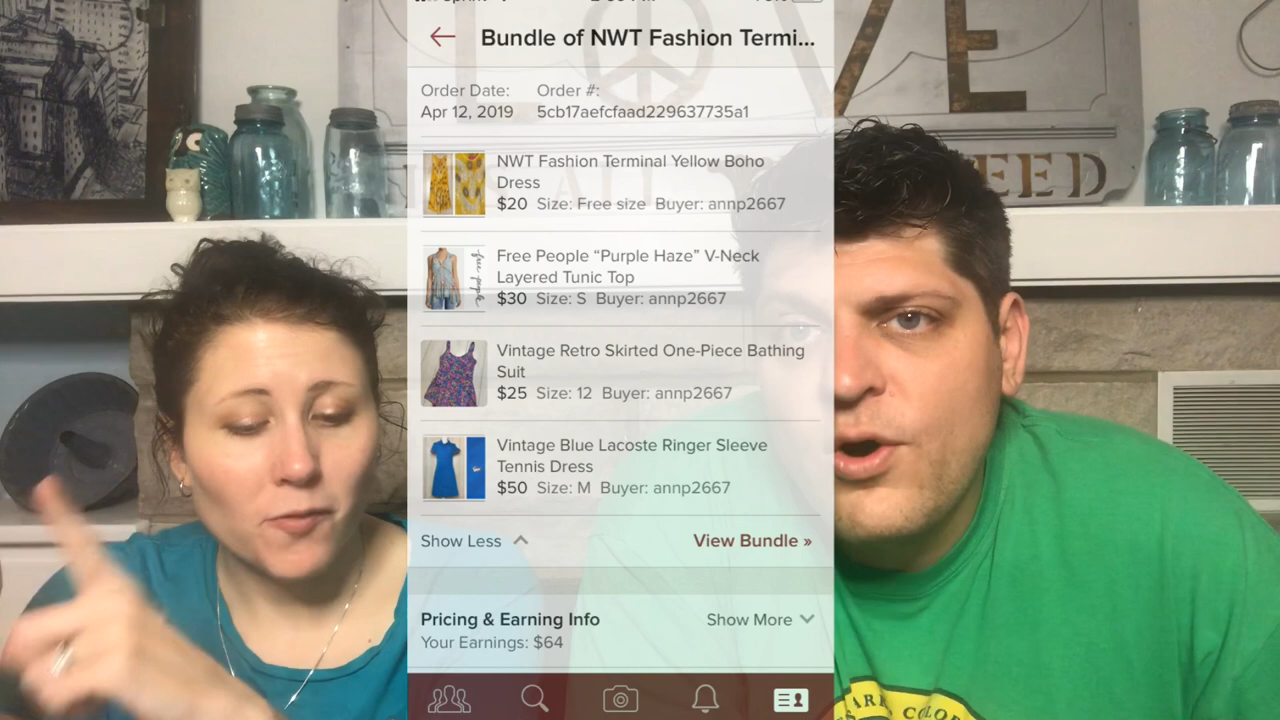 Bundle of NWT Fashion Termi...
Order Date: Order #:
Apr 12, 2019 5cb17aefcfaad229637735a1
NWT Fashion Terminal Yellow Boho
Dress
$20 Size: Free size Buyer: annp2667
Free People “Purple Haze” V-Neck
Layered Tunic Top
$30 Size: S Buyer: annp2667
Vintage Retro Skirted One-Piece Bathing
Suit
$25 Size: 12 Buyer: annp2667
Vintage Blue Lacoste Ringer Sleeve
Tennis Dress
$50 Size: M Buyer: annp2667
Show Less
View Bundle »
Pricing & Earning Info Show More
Your Earnings: $64